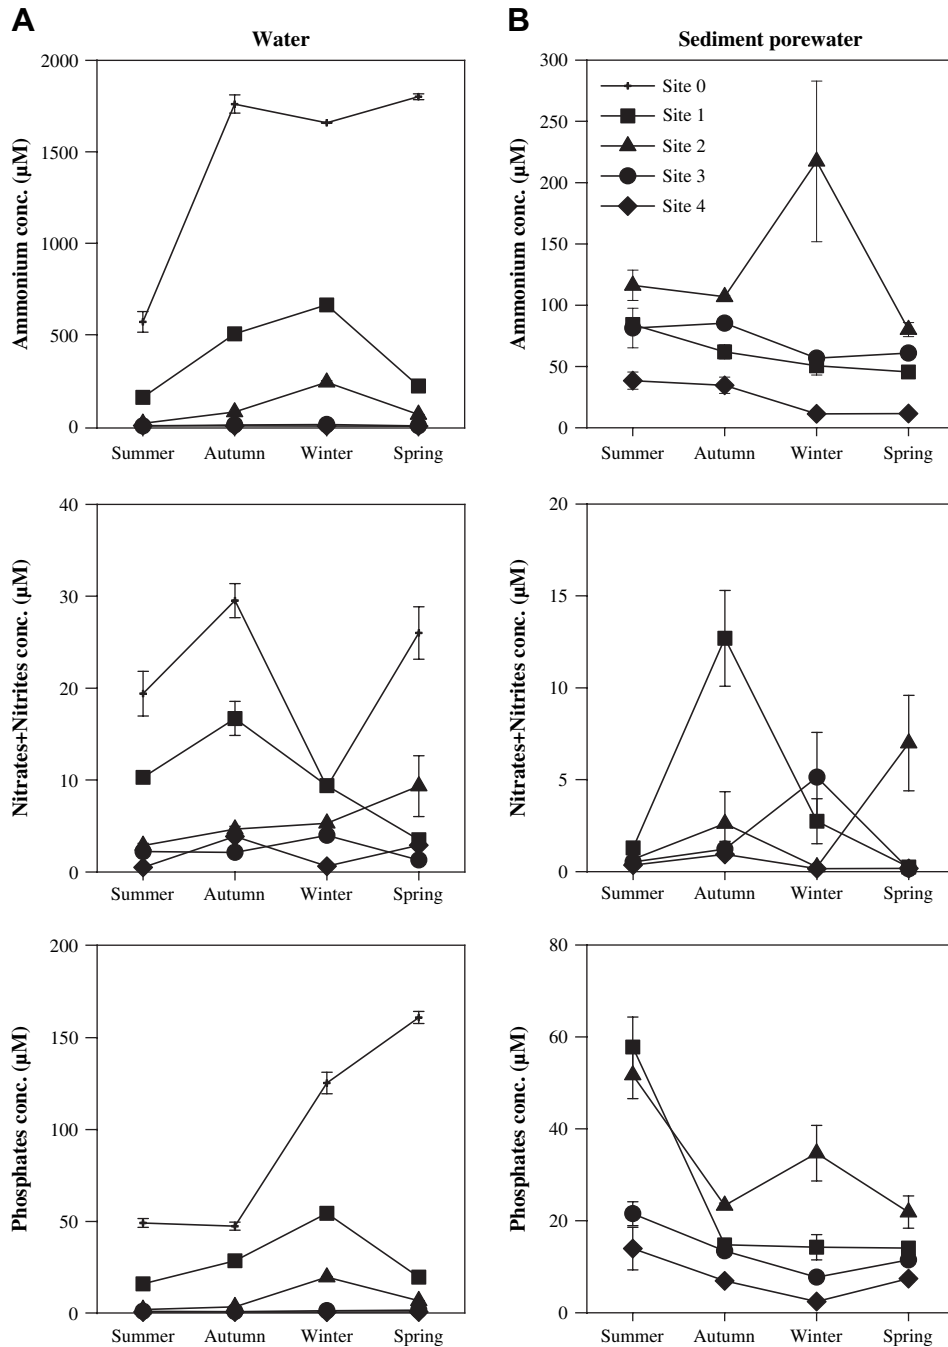 A
B
Water
Sediment porewater
Ammonium conc. (µM)
2000
1500
1000
500
0
Summer Autumn Winter Spring
Ammonium conc. (µM)
300
250
200
150
100
50
0
Site 0
Site 1
Site 2
Site 3
Site 4
Summer Autumn Winter Spring
Nitrates+Nitrites conc. (µM)
40
30
20
10
0
Summer Autumn Winter Spring
Nitrates+Nitrites conc. (µM)
20
15
10
5
0
Summer Autumn Winter Spring
Phosphates conc. (µM)
200
150
100
50
0
Summer Autumn Winter Spring
Phosphates conc. (µM)
80
60
40
20
0
Summer Autumn Winter Spring